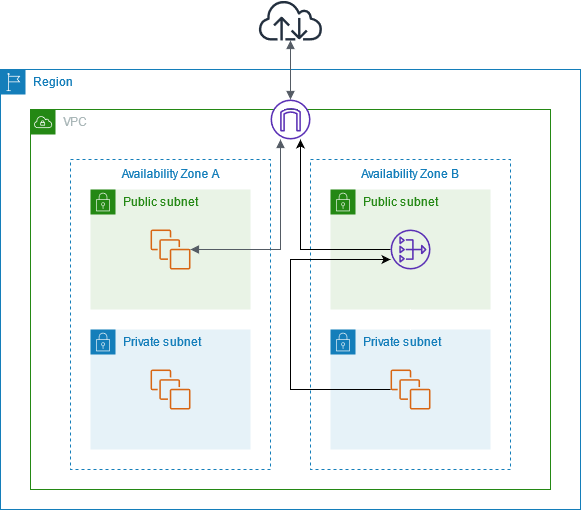 Region
VPC
Availability Zone A
Availability Zone B
Public subnet
Public subnet
Private subnet
Private subnet